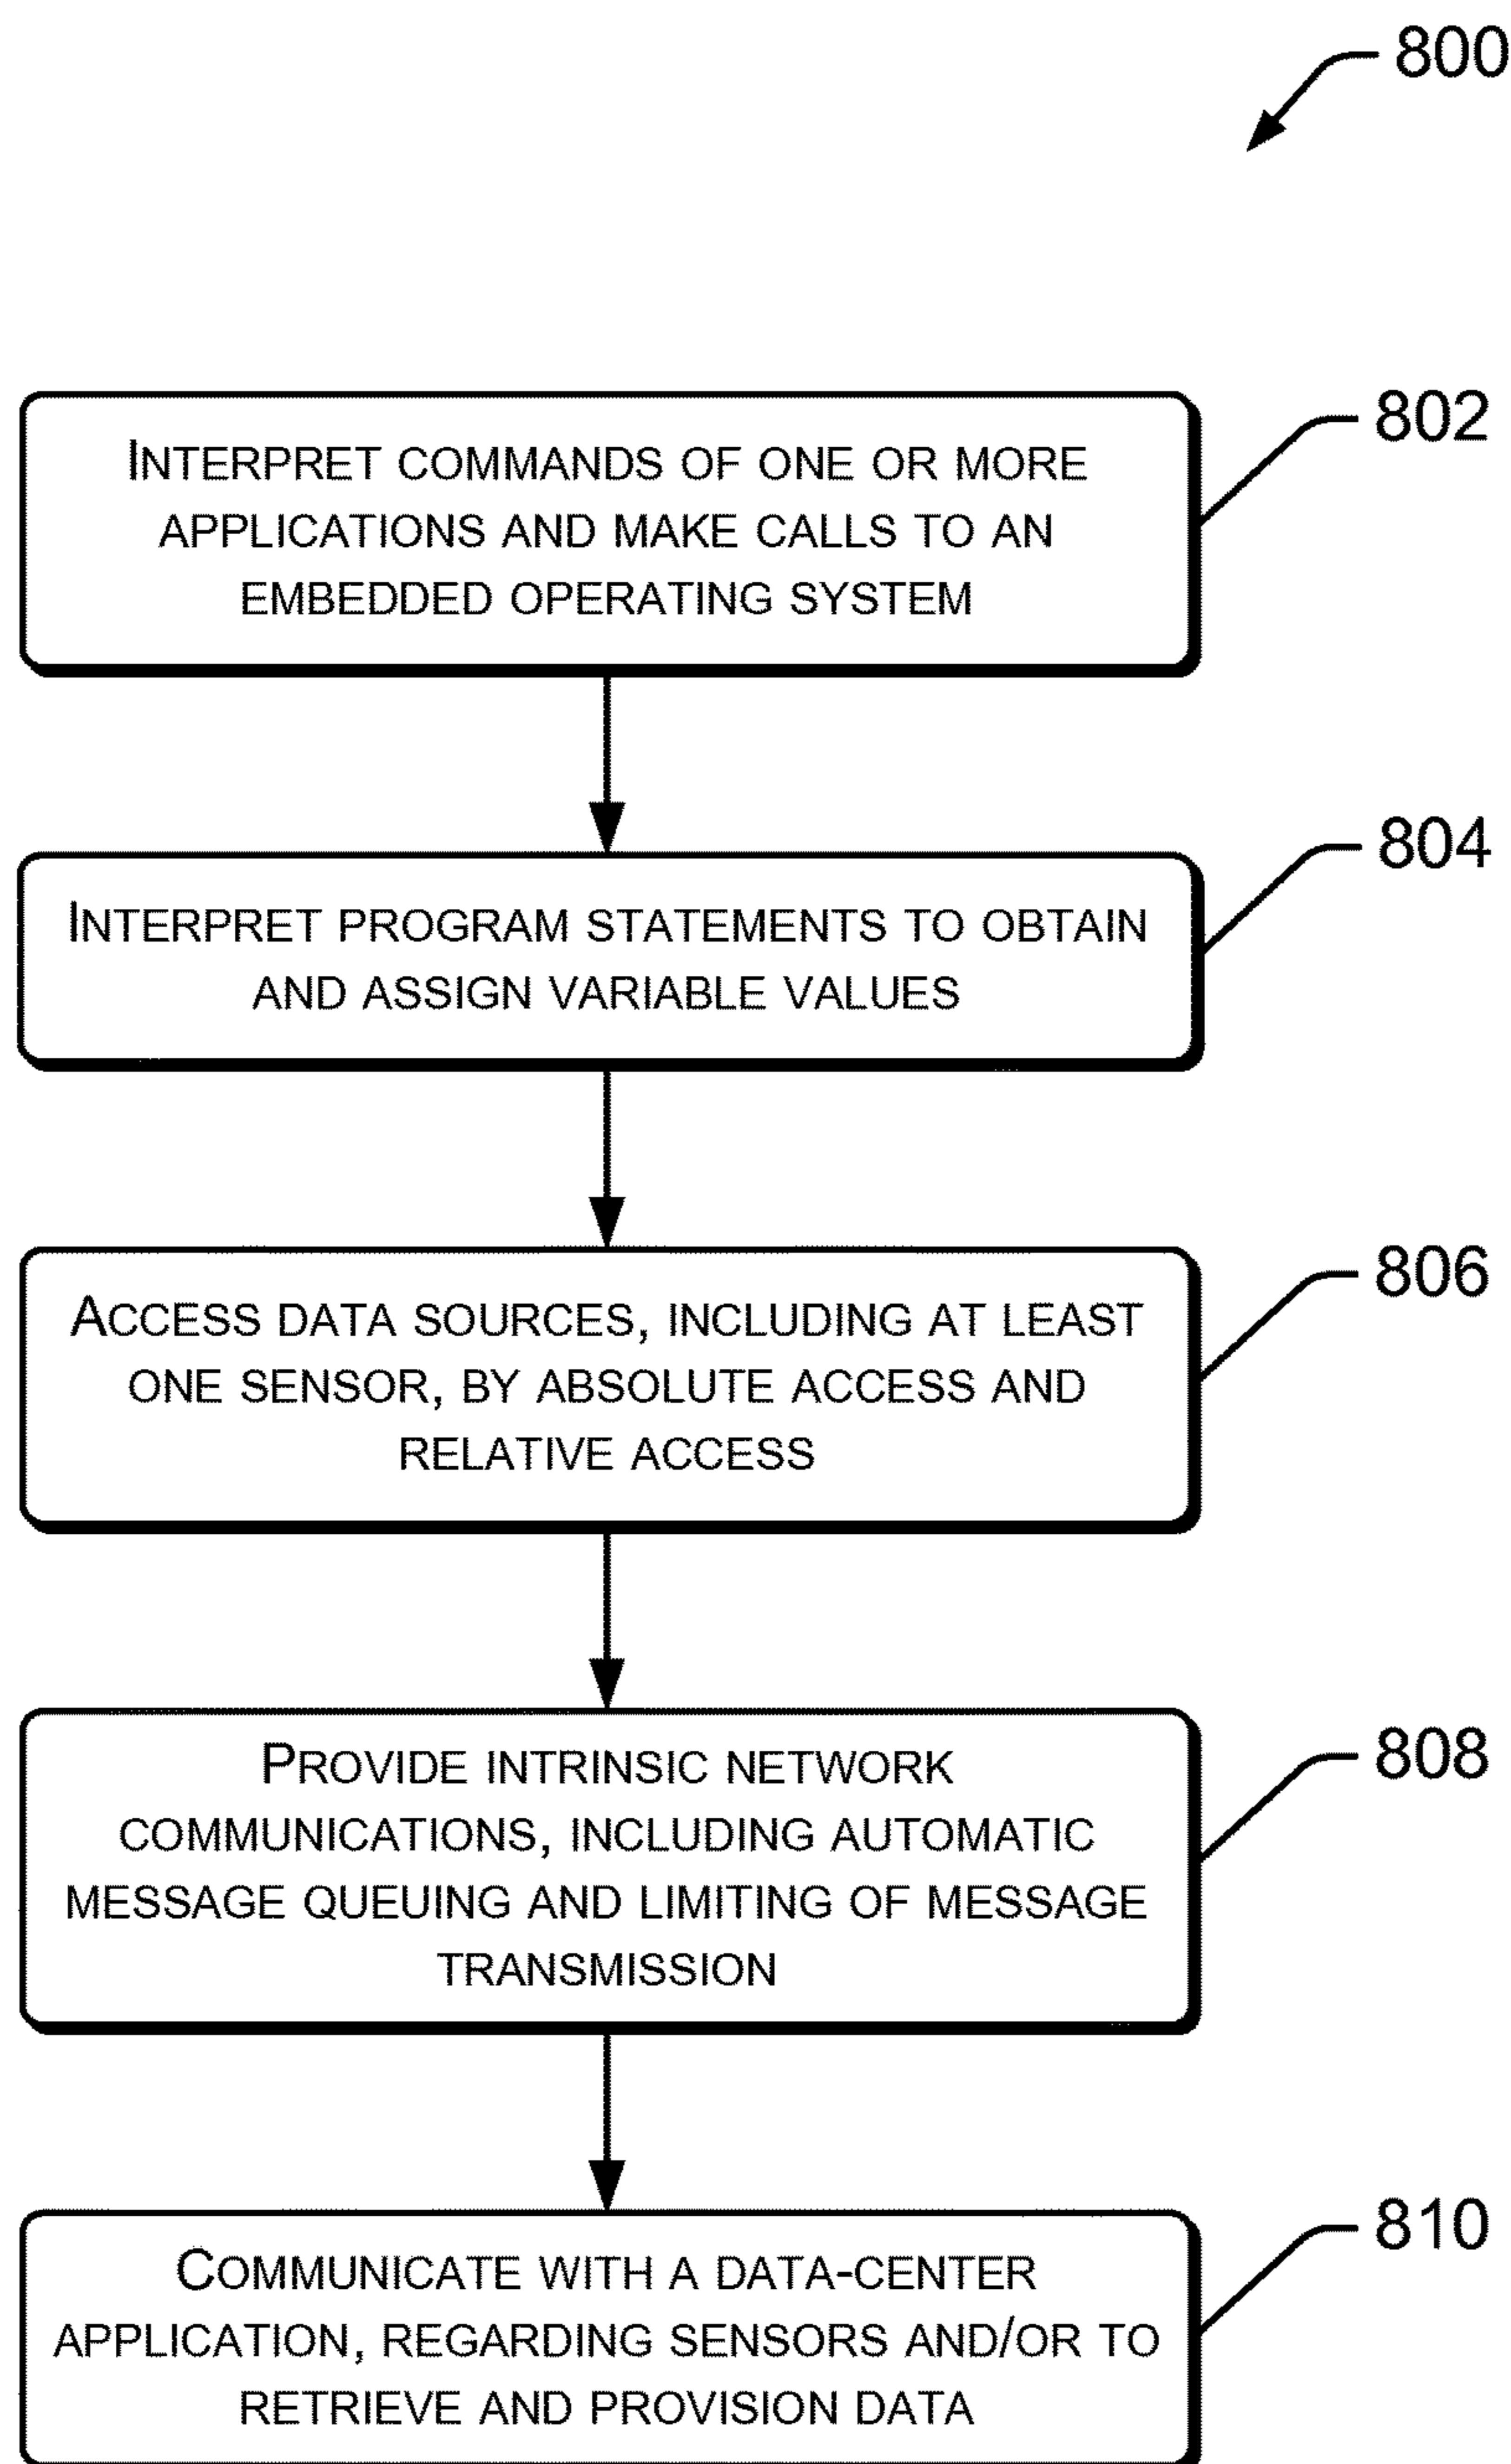 800
802
INTERPRET COMMANDS OF ONE OR MORE
APPLICATIONS AND MAKE CALLS TO AN
EMBEDDED OPERATING SYSTEM
804
INTERPRET PROGRAM STATEMENTS TO OBTAIN
AND ASSIGN VARIABLE VALUES
806
ACCESS DATA SOURCES, INCLUDING AT LEAST
ONE SENSOR, BY ABSOLUTE ACCESS AND
RELATIVE ACCESS
808
PROVIDE INTRINSIC NETWORK
COMMUNICATIONS, INCLUDING AUTOMATIC
MESSAGE QUEUING AND LIMITING OF MESSAGE
TRANSMISSION
810
COMMUNICATE WITH A DATA-CENTER
APPLICATION, REGARDING SENSORS AND/OR TO
RETRIEVE AND PROVISION DATA